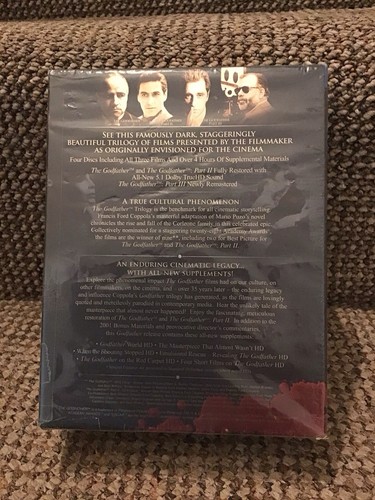 SEE THIS FAMOUSLY DARK, STAGGERINGLY
BEAUTIFUL TRILOGY OF FILMS PRESENTED BY THE FILMMAKER
AS ORIGINALLY ENVISIONED FOR THE CINEMA
Four Discs Including All Three Films And Over 4 Hours Of Supplemental Materials
The Godfather™ and The Godfather™: Part II Fully Restored with
All-New 5.1 Dolby TrueHD Sound
The Godfather™: Part III Newly Remastered
A TRUE CULTURAL PHENOMENON
The Godfather™ Trilogy is the benchmark for all cinematic storytelling.
Francis Ford Coppola's masterful adaptation of Mario Puzo's novel
chronicles the rise and fall of the Corleone family in this celebrated epic.
Collectively nominated for a staggering twenty-eight Academy Awards,
the films are the winner of nine, including two for Best Picture for
The Godfather™ and The Godfather™: Part II.
AN ENDURING CINEMATIC LEGACY
WITH ALL-NEW SUPPLEMENTS!
Explore the phenomenal impact The Godfather films had on our culture, on
other filmmakers, on the cinema, and - over 35 years later - the enduring legacy
and influence Coppola's Godfather trilogy has generated, as the films are lovingly
quoted and mercilessly parodied in contemporary media. Hear the unlikely tale of the
masterpiece that almost never happened! Enjoy the fascinating, meticulous
restoration of The Godfather™ and The Godfather™: Part II. In addition to the
2001 Bonus Materials and provocative director's commentaries,
this Godfather release contains these all-new supplements:
• Godfather World HD • The Masterpiece That Almost Wasn't HD
• When the Shooting Stopped HD • Emulsional Rescue - Revealing The Godfather HD
• The Godfather on the Red Carpet HD • Four Short Films on The Godfather HD